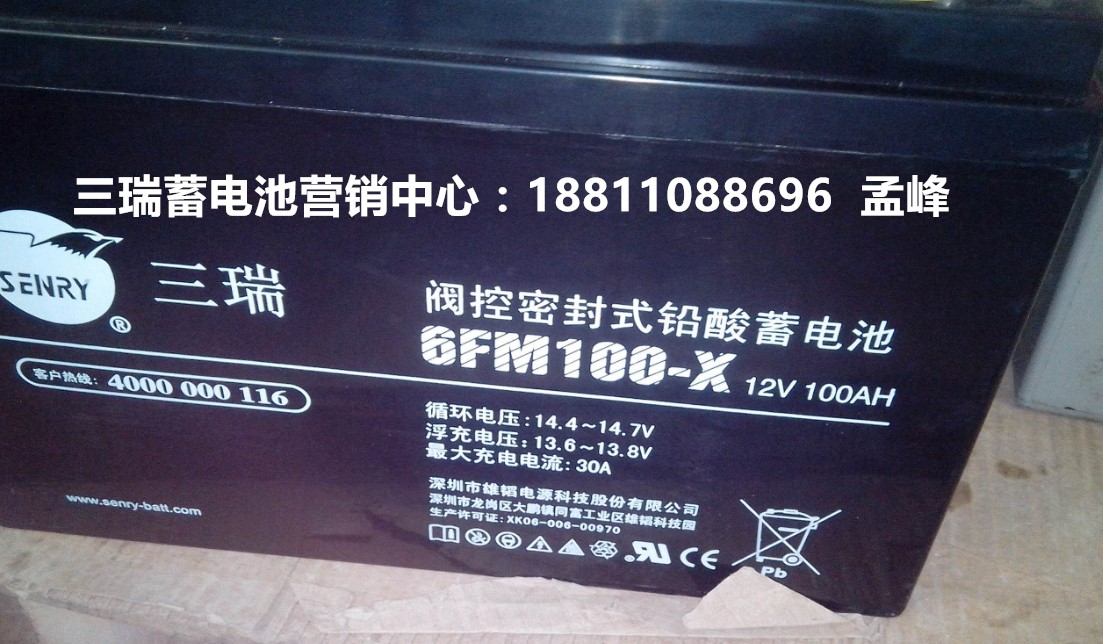 三瑞蓄电池营销中心：18811088696 孟峰
SENRY
®
三瑞
阀控密封式铅酸蓄电池
6FM100-X 12V 100AH
客户热线: 4000 000 116
循环电压: 14.4~14.7V
浮充电压: 13.6~13.8V
最大充电电流: 30A
深圳市雄韬电源科技股份有限公司
深圳市龙岗区大鹏镇同富工业区雄韬科技园
生产许可证: XK06-006-00970
www.senry-batt.com
Pb